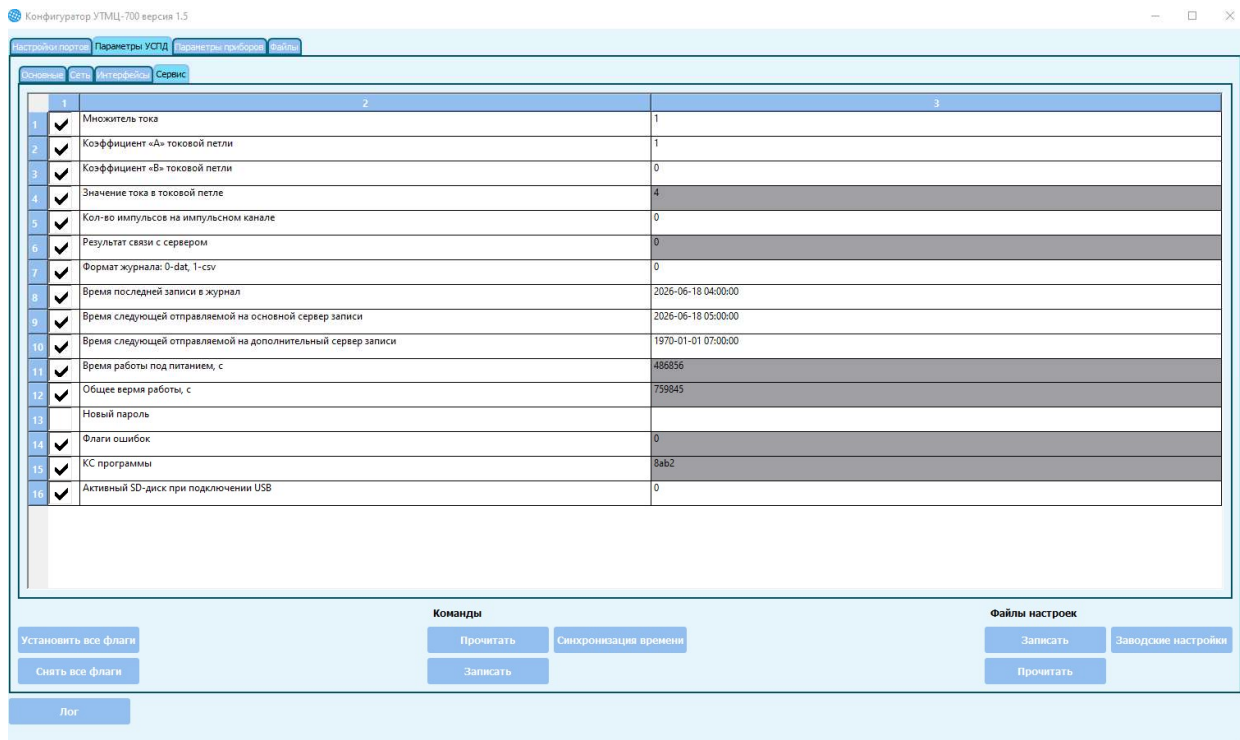 Конфигуратор УТМЦ-700 версия 1.5
Настройки портов Параметры УСПД Параметры приборов Файлы
Основные Сеть Интерфейсы Сервис
1 2 3
1 Множитель тока 1
2 Коэффициент «А» токовой петли 1
3 Коэффициент «В» токовой петли 0
4 Значение тока в токовой петле 4
5 Кол-во импульсов на импульсном канале 0
6 Результат связи с сервером 0
7 Формат журнала: 0-dat, 1-csv 0
8 Время последней записи в журнал 2026-06-18 04:00:00
9 Время следующей отправляемой на основной сервер записи 2026-06-18 05:00:00
10 Время следующей отправляемой на дополнительный сервер записи 1970-01-01 07:00:00
11 Время работы под питанием, с 486856
12 Общее вермя работы, с 759845
13 Новый пароль
14 Флаги ошибок 0
15 КС программы 8ab2
16 Активный SD-диск при подключении USB 0
Команды Файлы настроек
Установить все флаги Прочитать Синхронизация времени Записать Заводские настройки
Снять все флаги Записать Прочитать
Лог